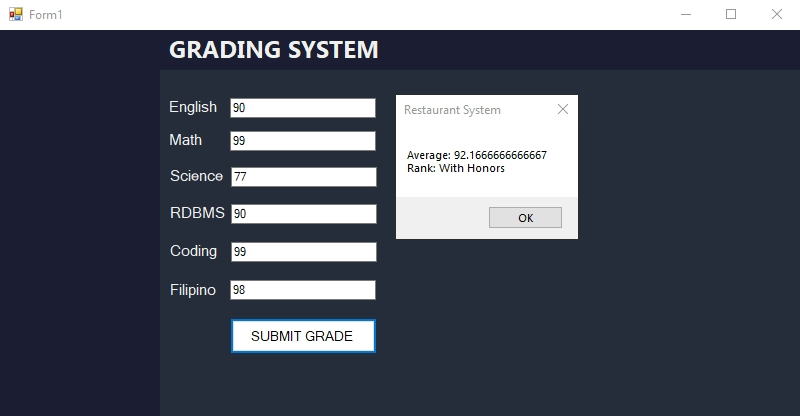 Form1
GRADING SYSTEM
English 90
Math 99
Science 77
RDBMS 90
Coding 99
Filipino 98
SUBMIT GRADE
Restaurant System
Average: 92.1666666666667
Rank: With Honors
OK